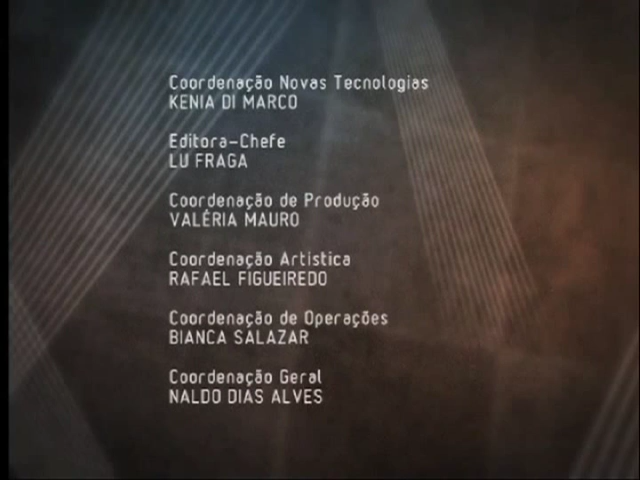 Coordenação Novas Tecnologias
KENIA DI MARCO
Editora-Chefe
LU FRAGA
Coordenação de Produção
VALÉRIA MAURO
Coordenação Artistica
RAFAEL FIGUEIREDO
Coordenação de Operações
BIANCA SALAZAR
Coordenação Geral
NALDO DIAS ALVES